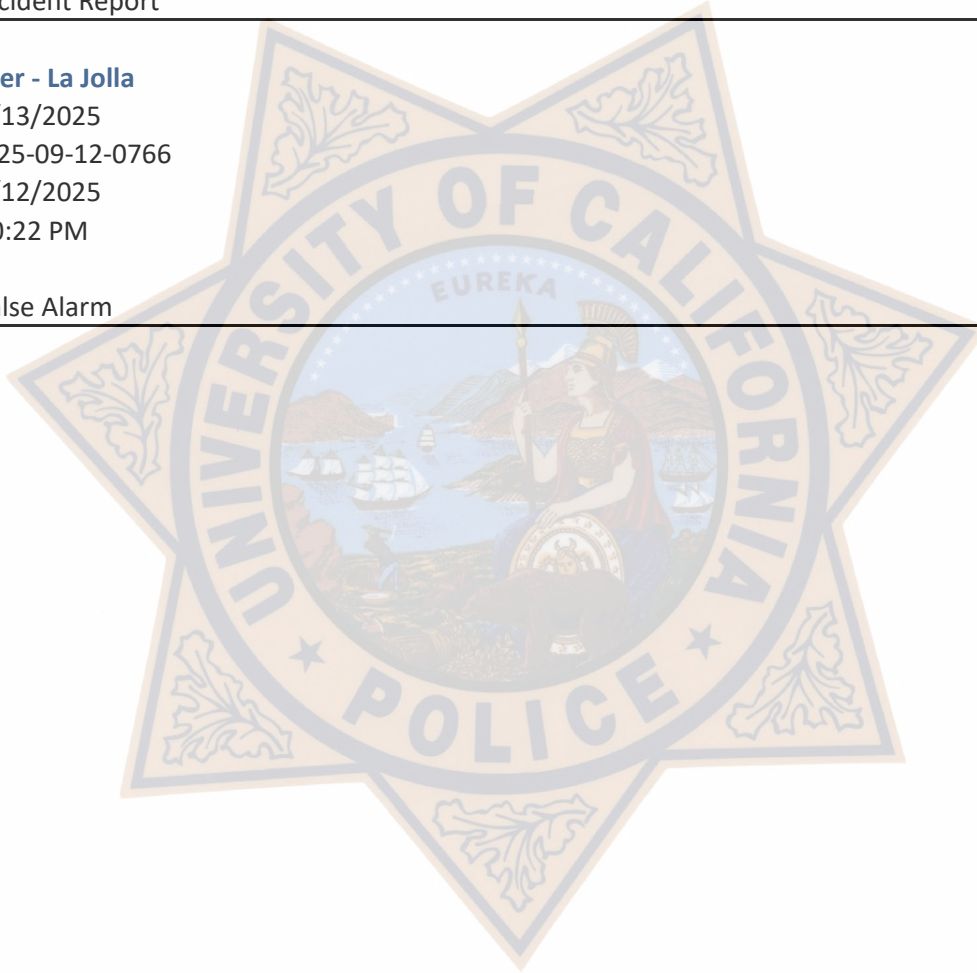 cident Report
er - La Jolla
/13/2025
25-09-12-0766
/12/2025
0:22 PM
lse Alarm
UNIVERSITY OF CALIFORNIA
EUREKA
POLICE